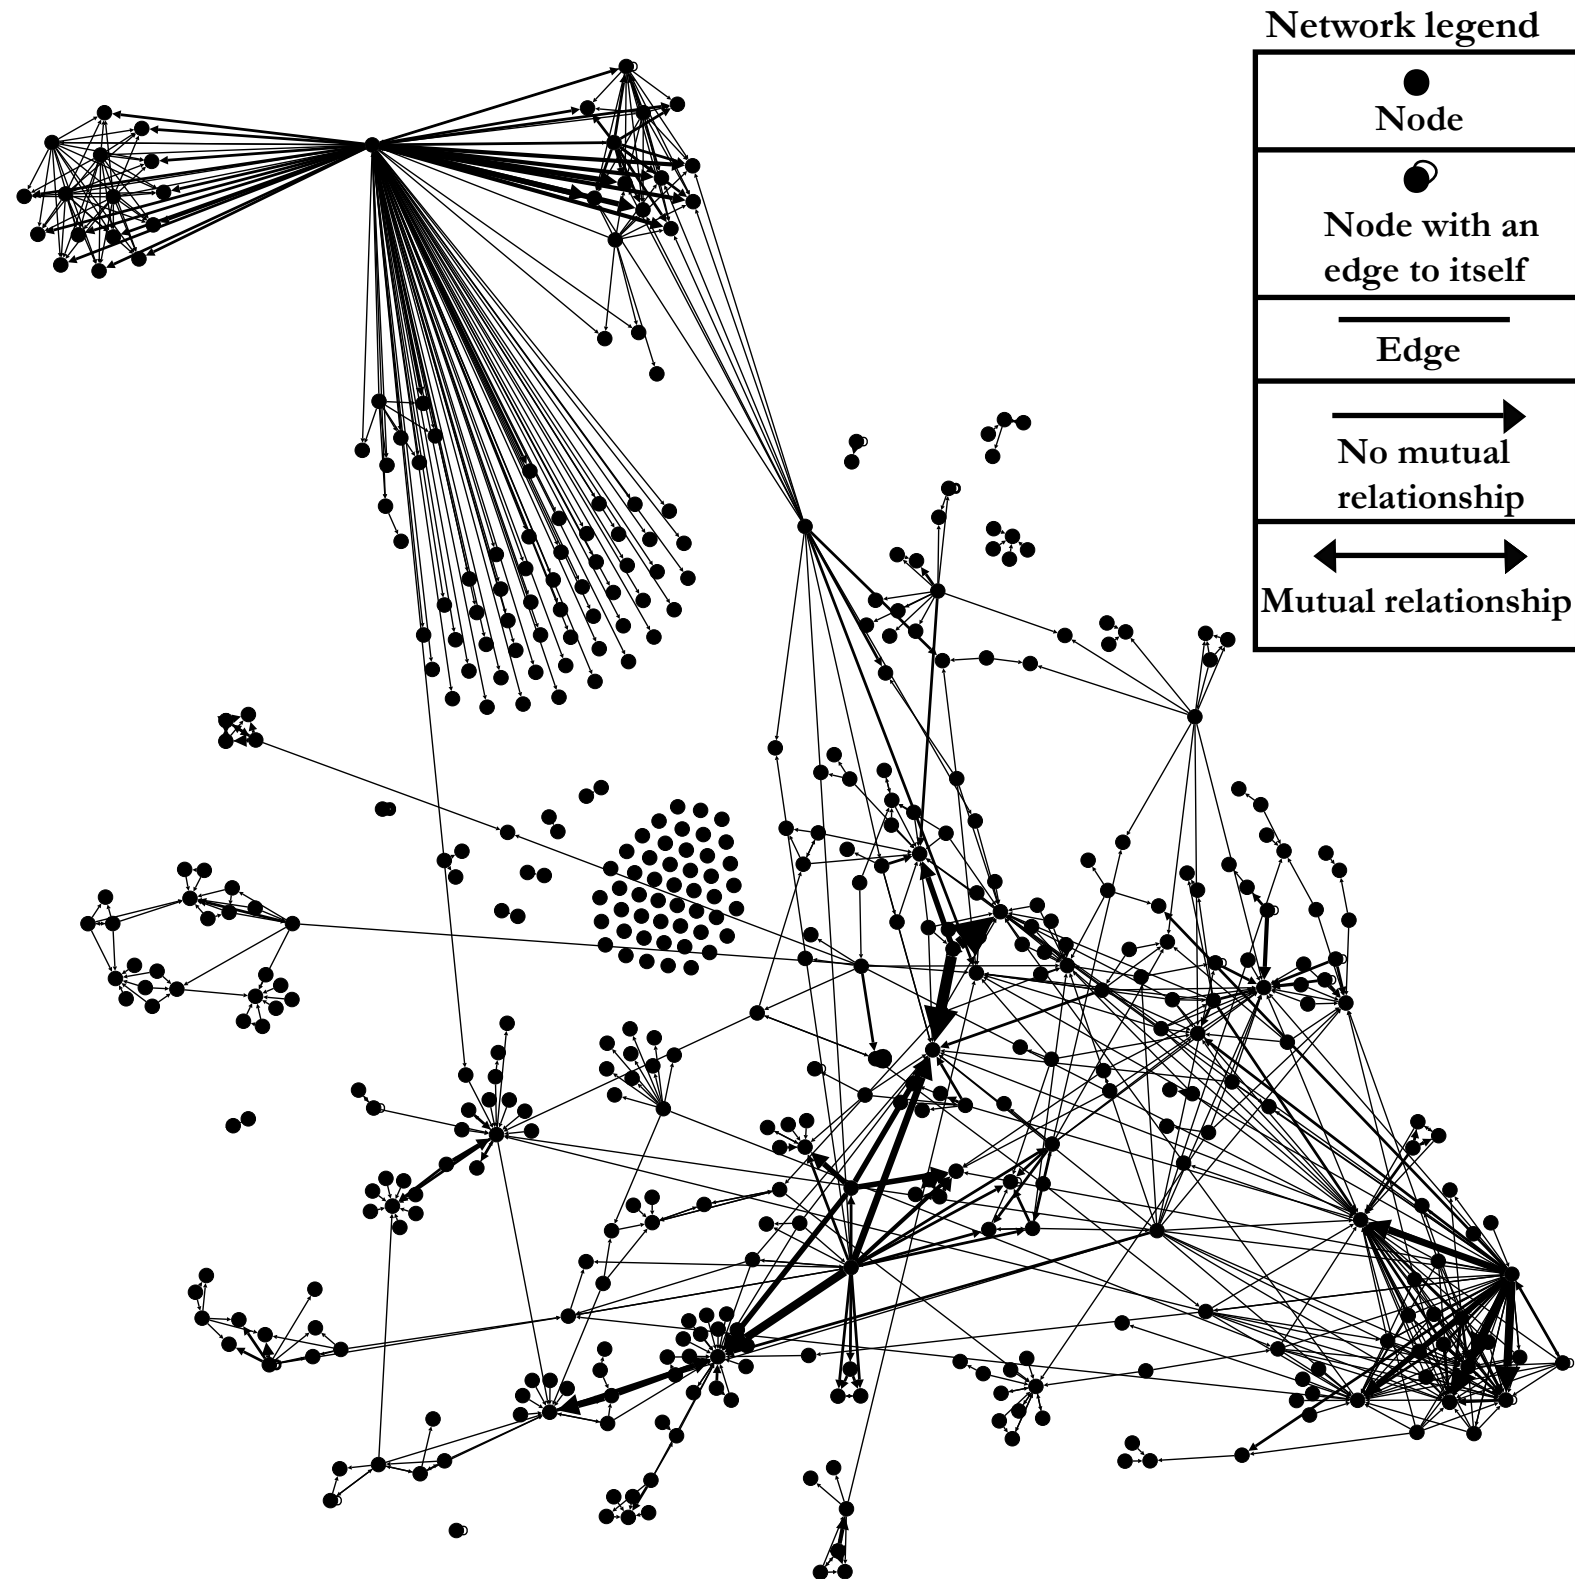 Network legend
Node
Node with an
edge to itself
Edge
No mutual
relationship
Mutual relationship